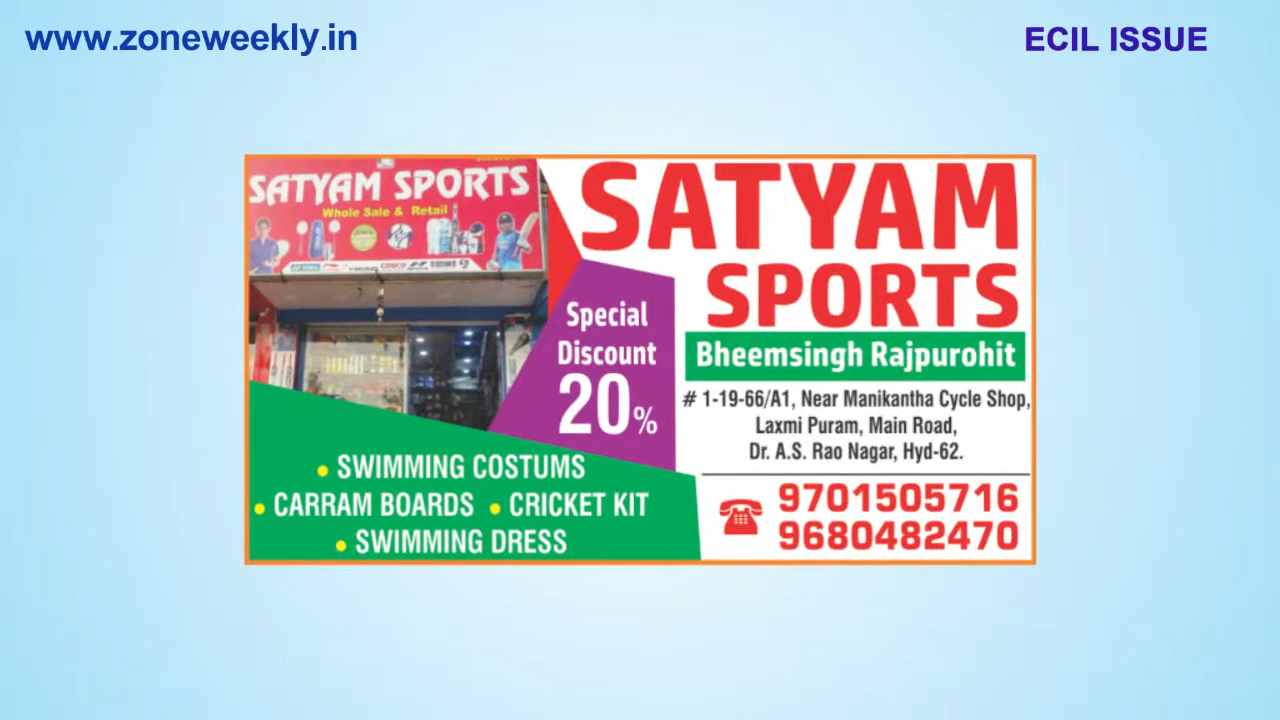 www.zoneweekly.in
ECIL ISSUE
SATYAM SPORTS
Whole Sale & Retail
SATYAM
SPORTS
Bheemsingh Rajpurohit
# 1-19-66/A1, Near Manikantha Cycle Shop,
Laxmi Puram, Main Road,
Dr. A.S. Rao Nagar, Hyd-62.
9701505716
9680482470
Special
Discount
20%
• SWIMMING COSTUMS
• CARRAM BOARDS • CRICKET KIT
• SWIMMING DRESS